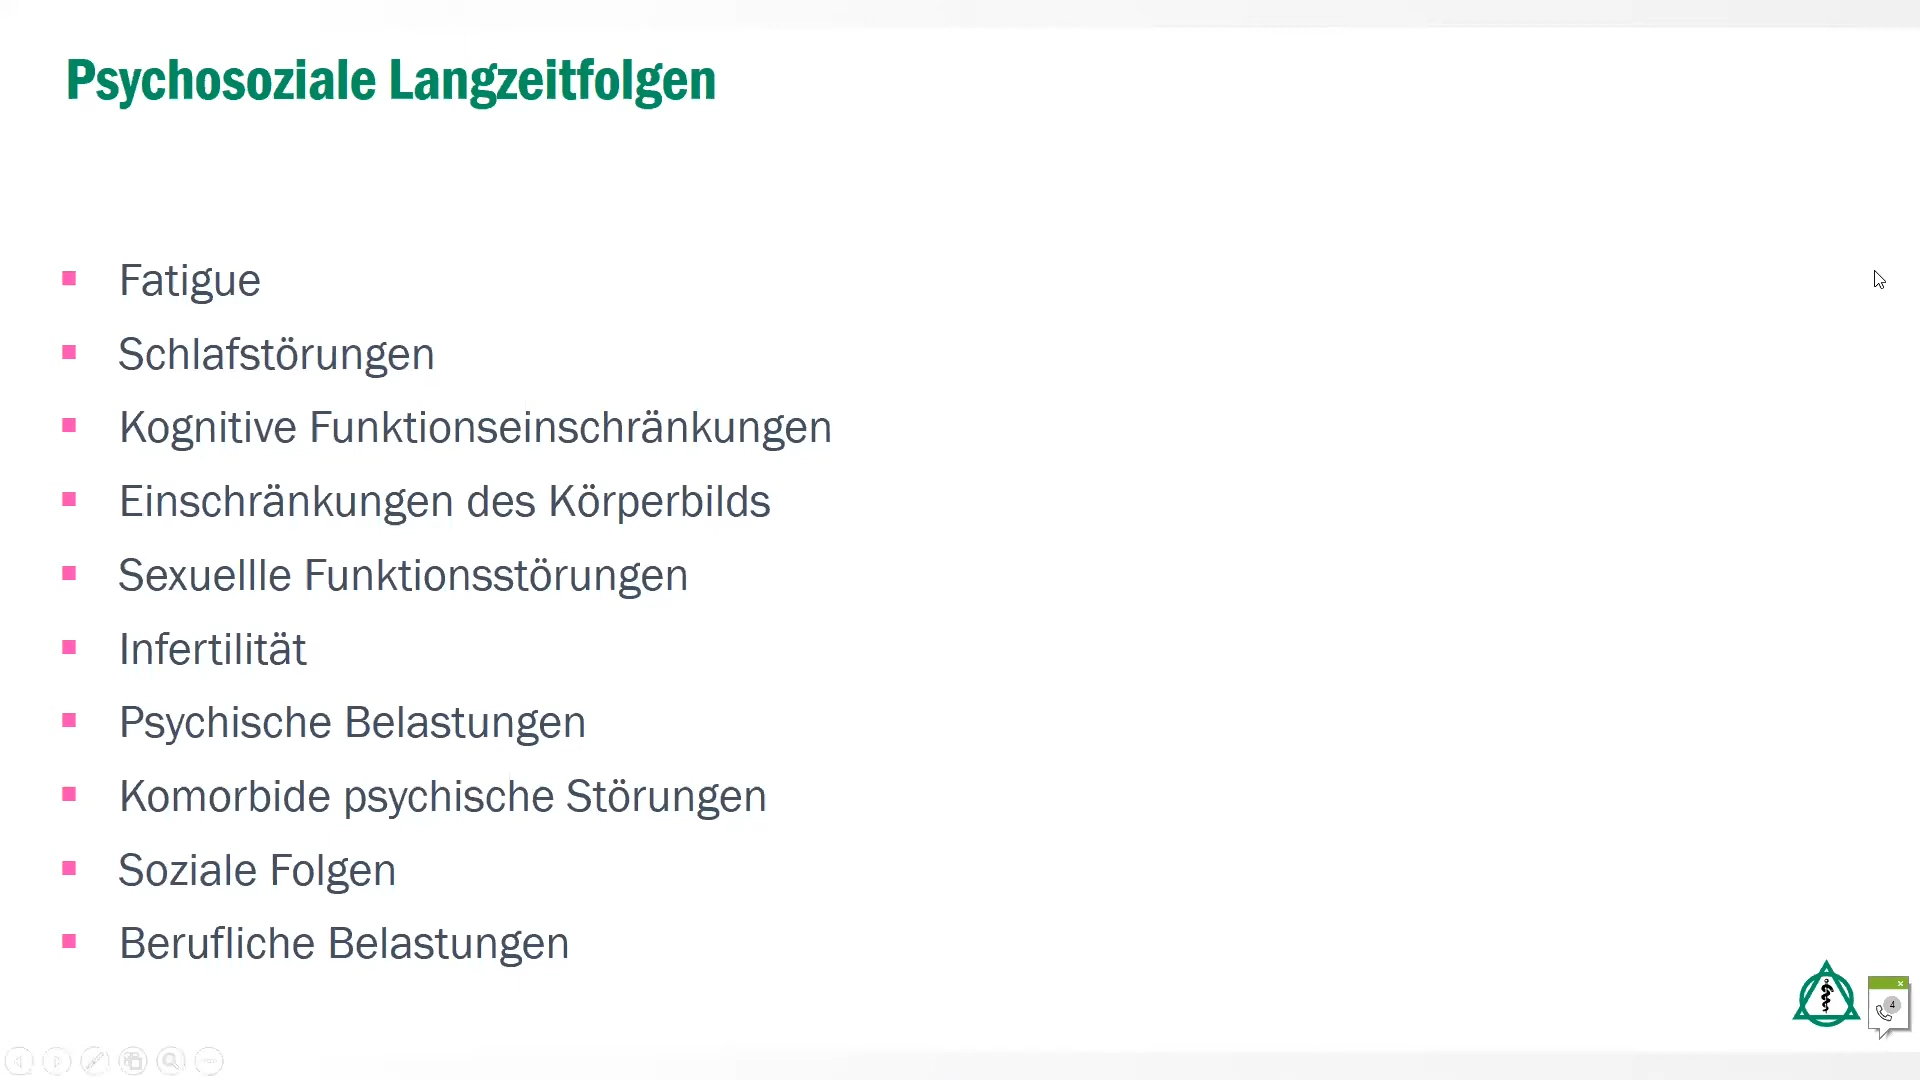 Psychosoziale Langzeitfolgen
Fatigue
Schlafstörungen
Kognitive Funktionseinschränkungen
Einschränkungen des Körperbilds
Sexuellle Funktionsstörungen
Infertilität
Psychische Belastungen
Komorbide psychische Störungen
Soziale Folgen
Berufliche Belastungen
4